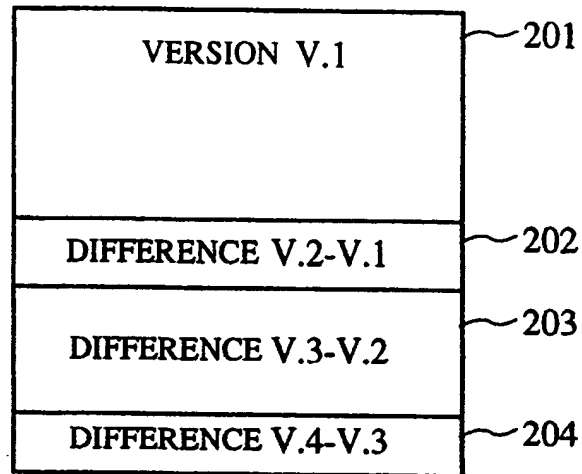 VERSION V.1
201
DIFFERENCE V.2-V.1
202
DIFFERENCE V.3-V.2
203
DIFFERENCE V.4-V.3
204